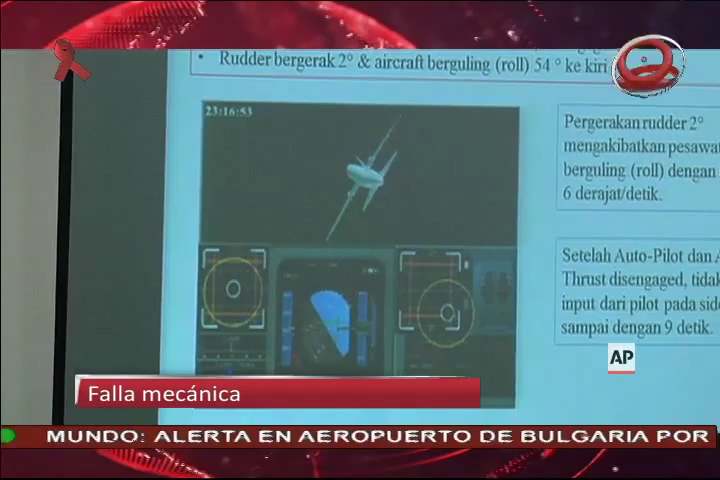 • Rudder bergerak 2° & aircraft berguling (roll) 54 ° ke kiri
23:16:53
Pergerakan rudder 2°
mengakibatkan pesawat
berguling (roll) dengan
6 derajat/detik.
Setelah Auto-Pilot dan
Thrust disengaged, tidak
input dari pilot pada
sampai dengan 9 detik.
AP
Falla mecánica
MUNDO: ALERTA EN AEROPUERTO DE BULGARIA POR